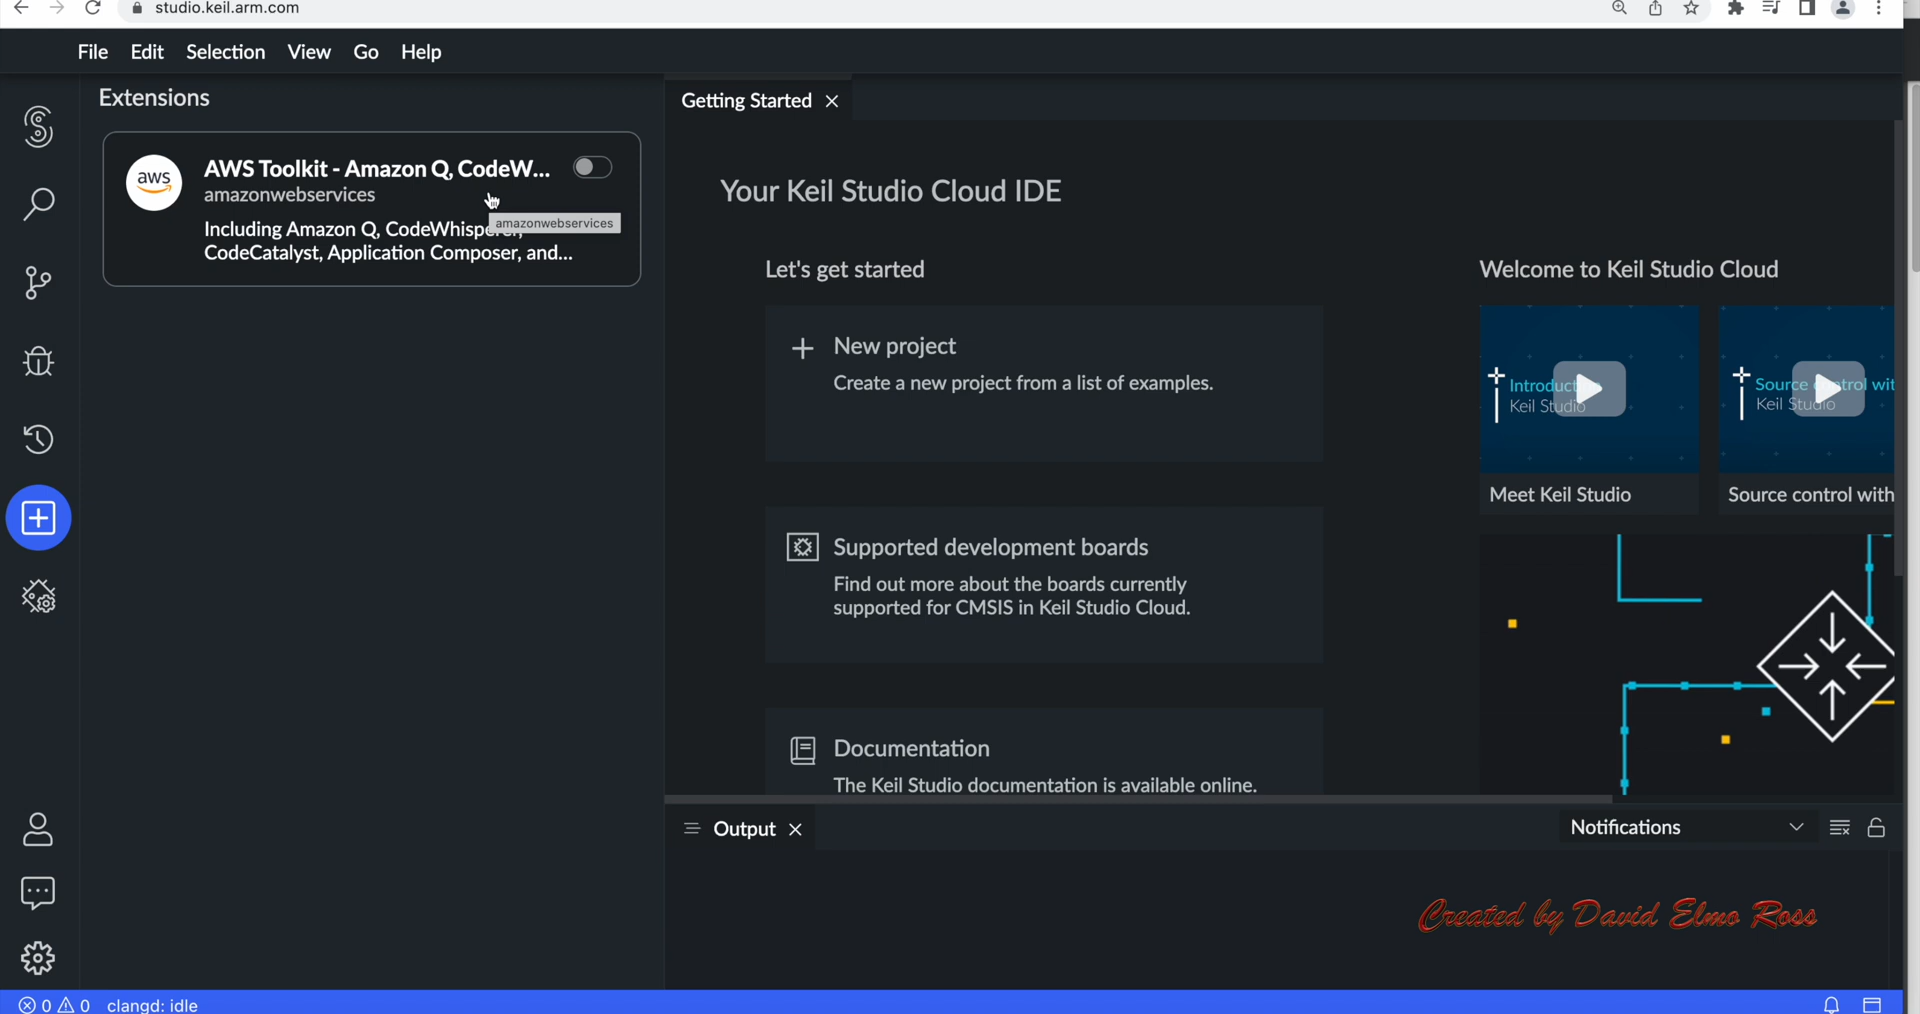 studio.keil.arm.com
File Edit Selection View Go Help
Extensions
aws
AWS Toolkit - Amazon Q, CodeW...
amazonwebservices
amazonwebservices
Including Amazon Q, CodeWhisperer,
CodeCatalyst, Application Composer, and...
Getting Started
Your Keil Studio Cloud IDE
Let's get started
New project
Create a new project from a list of examples.
Supported development boards
Find out more about the boards currently
supported for CMSIS in Keil Studio Cloud.
Documentation
The Keil Studio documentation is available online.
Welcome to Keil Studio Cloud
Keil Studio
Meet Keil Studio
Source control wit
Keil Studio
Source control with
Output
Notifications
Created by David Elmo Ross
0 0 clangd: idle